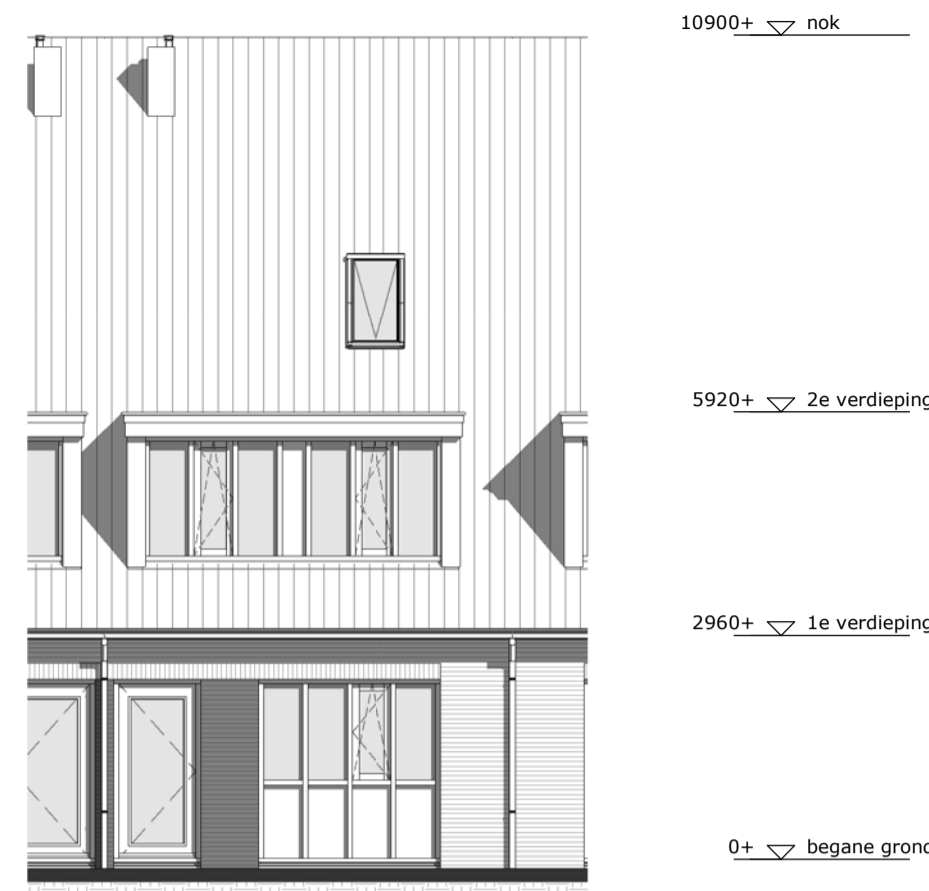 10900+ nok
5920+ 2e verdieping
2960+ 1e verdieping
0+ begane grond